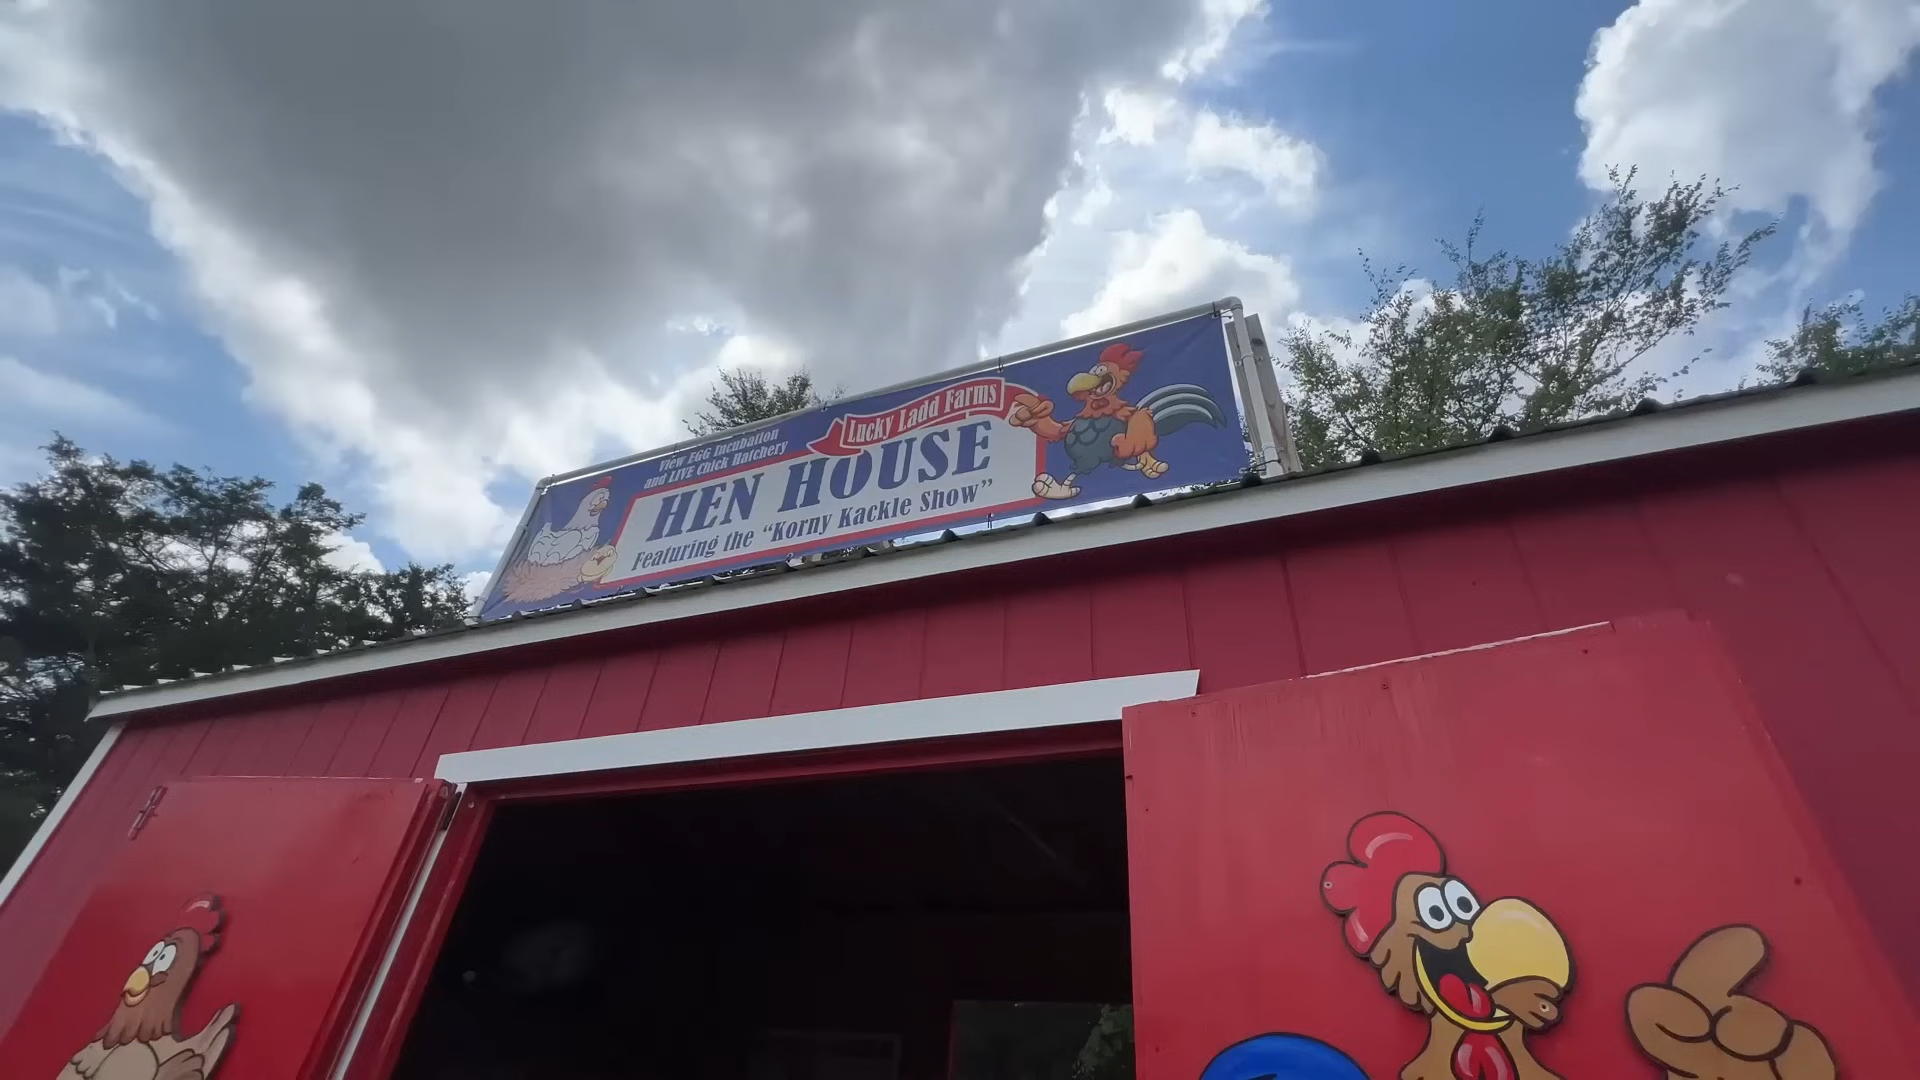 View EGG Incubation
and LIVE Chick Hatchery
Lucky Ladd Farms
HEN HOUSE
Featuring the "Korny Kackle Show"